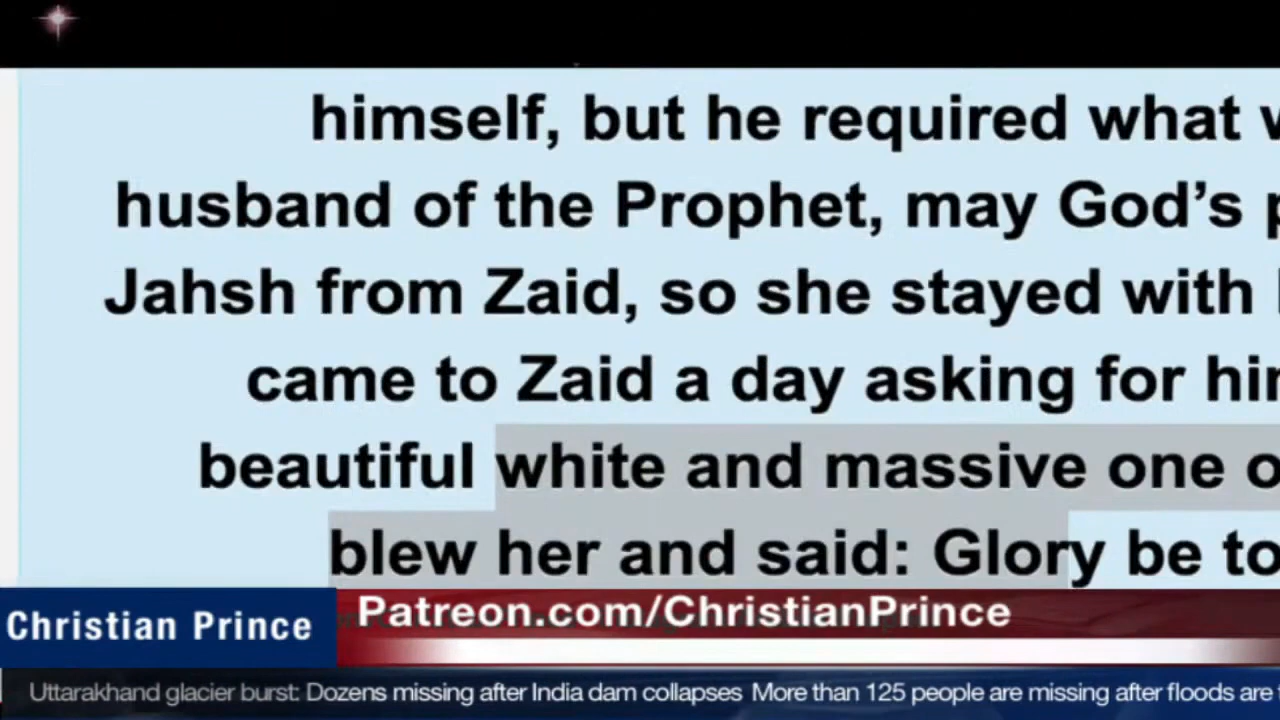 himself, but he required what
husband of the Prophet, may God’s
Jahsh from Zaid, so she stayed with
came to Zaid a day asking for
beautiful white and massive one
blew her and said: Glory be to
Christian Prince
Patreon.com/ChristianPrince
Uttarakhand glacier burst: Dozens missing after India dam collapses More than 125 people are missing after floods are